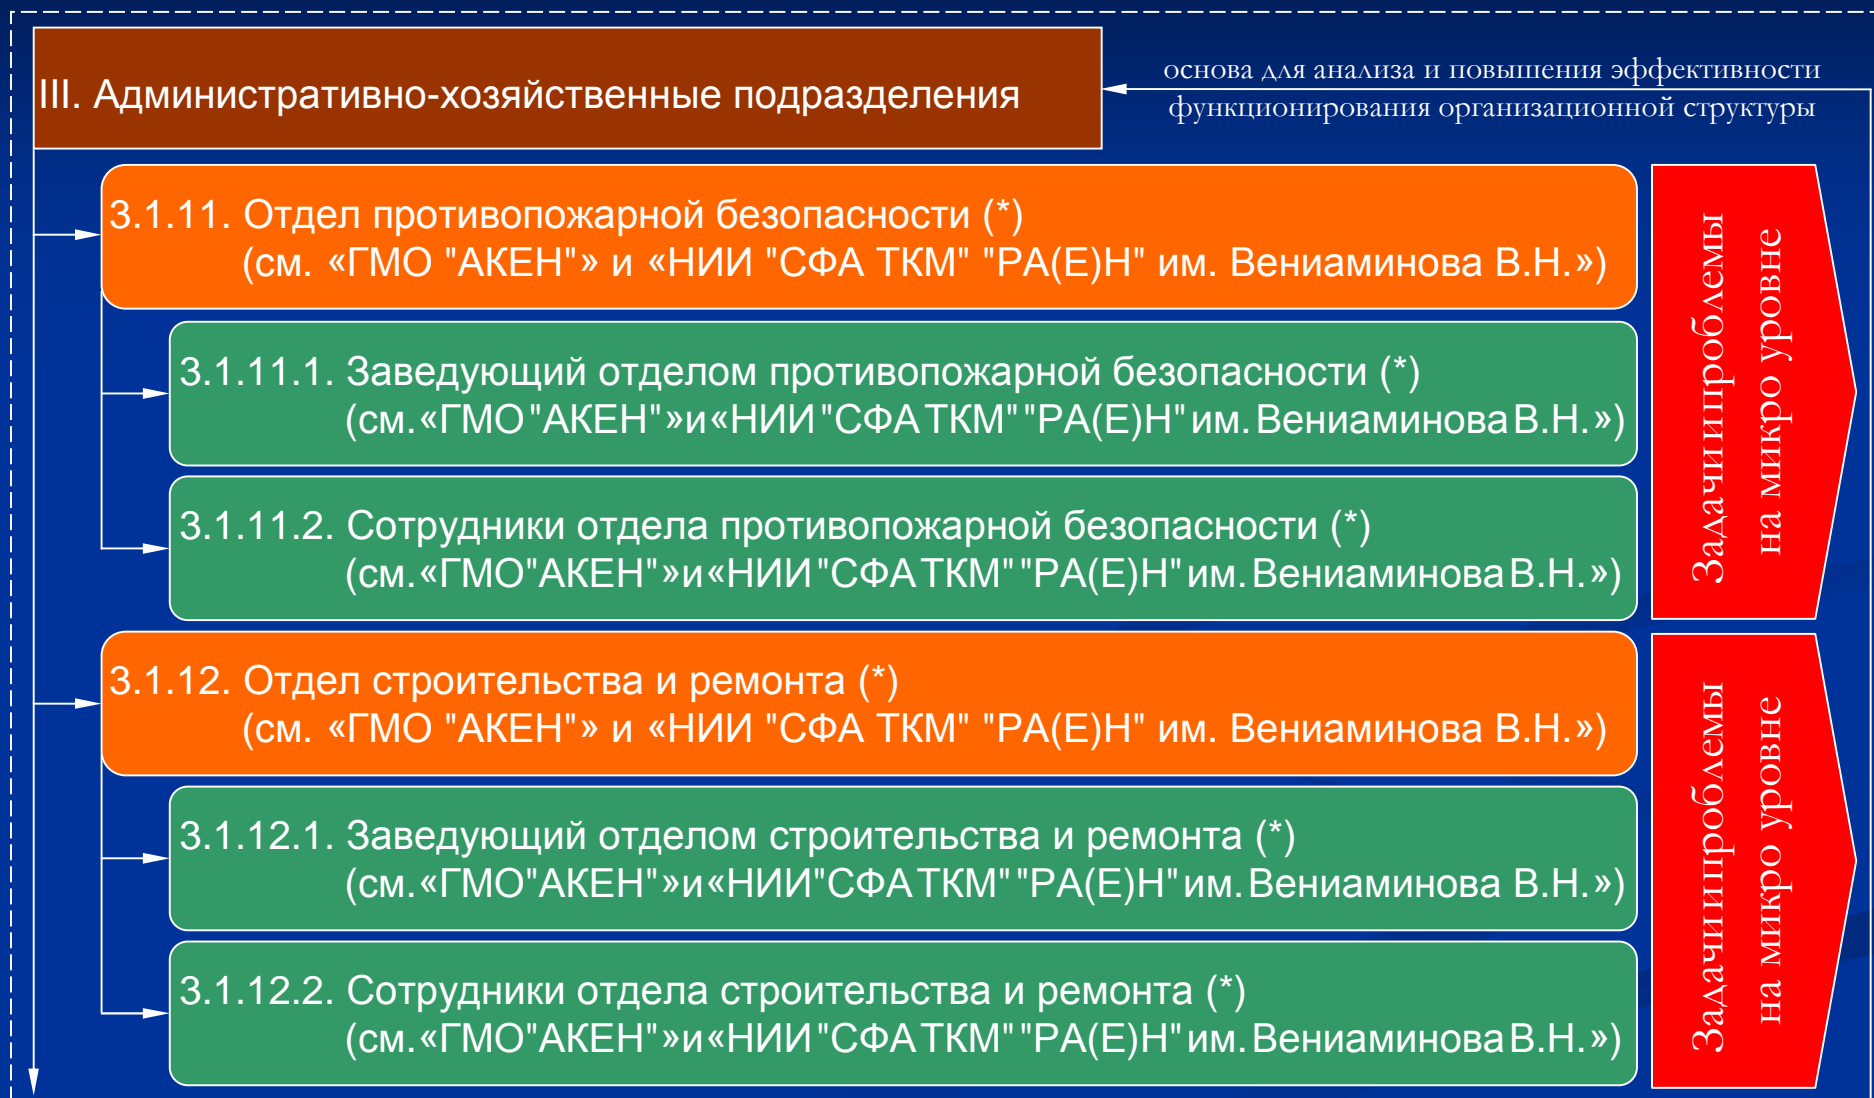 III. Административно-хозяйственные подразделения
основа для анализа и повышения эффективности
функционирования организационной структуры
3.1.11. Отдел противопожарной безопасности (*)
(см. «ГМО "АКЕН"» и «НИИ "СФА ТКМ" "РА(Е)Н" им. Вениаминова В.Н.»)
3.1.11.1. Заведующий отделом противопожарной безопасности (*)
(см. «ГМО "АКЕН"» и «НИИ "СФА ТКМ" "РА(Е)Н" им. Вениаминова В.Н.»)
3.1.11.2. Сотрудники отдела противопожарной безопасности (*)
(см. «ГМО "АКЕН"» и «НИИ "СФА ТКМ" "РА(Е)Н" им. Вениаминова В.Н.»)
Задачи и проблемы
на микро уровне
3.1.12. Отдел строительства и ремонта (*)
(см. «ГМО "АКЕН"» и «НИИ "СФА ТКМ" "РА(Е)Н" им. Вениаминова В.Н.»)
3.1.12.1. Заведующий отделом строительства и ремонта (*)
(см. «ГМО "АКЕН"» и «НИИ "СФА ТКМ" "РА(Е)Н" им. Вениаминова В.Н.»)
3.1.12.2. Сотрудники отдела строительства и ремонта (*)
(см. «ГМО "АКЕН"» и «НИИ "СФА ТКМ" "РА(Е)Н" им. Вениаминова В.Н.»)
Задачи и проблемы
на микро уровне